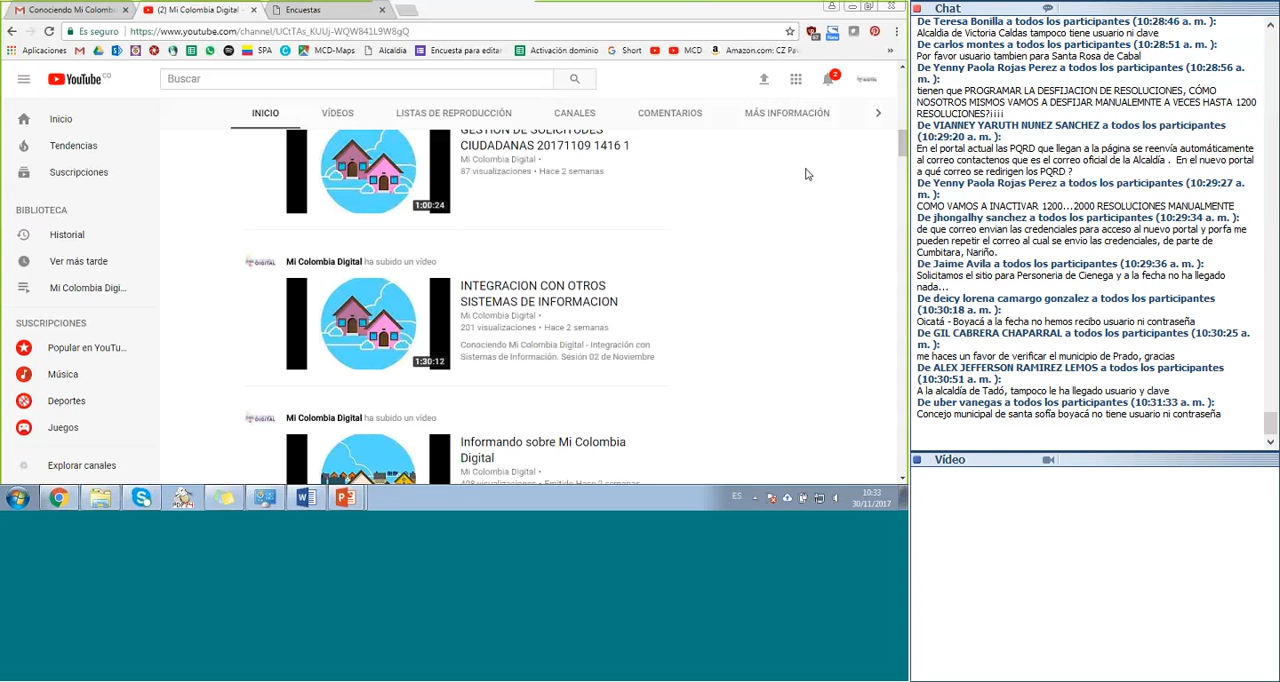 Conociendo Mi Colomb
(2) Mi Colombia Digital -
Encuestas
Es seguro
https://www.youtube.com/channel/UCtTAs_KUUj-WQW841L9W8gQ
Aplicaciones
SPA
MCD-Maps
Alcaldia
Encuesta para editar
Activación dominio
Short
MCD
Amazon.com: CZ Pa
YouTube CO
Buscar
2
INICIO
VÍDEOS
LISTAS DE REPRODUCCIÓN
CANALES
COMENTARIOS
MÁS INFORMACIÓN
Inicio
Tendencias
Suscripciones
BIBLIOTECA
Historial
Ver más tarde
Mi Colombia Digi...
SUSCRIPCIONES
Popular en YouTu...
Música
Deportes
Juegos
Explorar canales
GESTION DE SOLICITUDES
CIUDADANAS 20171109 1416 1
Mi Colombia Digital •
87 visualizaciones • Hace 2 semanas
1:00:24
Mi Colombia Digital ha subido un vídeo
INTEGRACION CON OTROS
SISTEMAS DE INFORMACION
Mi Colombia Digital •
201 visualizaciones • Hace 2 semanas
Conociendo Mi Colombia Digital - Integración con
Sistemas de Información. Sesión 02 de Noviembre
1:30:12
Mi Colombia Digital ha subido un vídeo
Informando sobre Mi Colombia
Digital
Mi Colombia Digital •
ES
10:33
30/11/2017
Chat
De Teresa Bonilla a todos los participantes (10:28:46 a. m.):
Alcaldia de Victoria Caldas tampoco tiene usuario ni clave
De carlos montes a todos los participantes (10:28:51 a. m.):
Por favor usuario tambien para Santa Rosa de Cabal
De Yenny Paola Rojas Perez a todos los participantes (10:28:56 a.
m. ):
tienen que PROGRAMAR LA DESFIJACION DE RESOLUCIONES, CÓMO
NOSOTROS MISMOS VAMOS A DESFIJAR MANUALEMNTE A VECES HASTA 1200
RESOLUCIONES?¡¡¡¡
De VIANNEY YARUTH NUNEZ SANCHEZ a todos los participantes
(10:29:20 a. m. ):
En el portal actual las PQRD que llegan a la página se reenvía automáticamente
al correo contactenos que es el correo oficial de la Alcaldía . En el nuevo portal
a qué correo se redirigen los PQRD ?
De Yenny Paola Rojas Perez a todos los participantes (10:29:27 a.
m. ):
COMO VAMOS A INACTIVAR 1200...2000 RESOLUCIONES MANUALMENTE
De jhongalhy sanchez a todos los participantes (10:29:34 a. m. ):
de que correo envian las credenciales para acceso al nuevo portal y porfa me
pueden repetir el correo al cual se envio las credenciales, de parte de
Cumbitara, Nariño.
De Jaime Avila a todos los participantes (10:29:36 a. m. ):
Solicitamos el sitio para Personeria de Cienega y a la fecha no ha llegado
nada...
De deicy lorena camargo gonzalez a todos los participantes
(10:30:18 a. m. ):
Oicatá - Boyacá a la fecha no hemos recibo usuario ni contraseña
De GIL CABRERA CHAPARRAL a todos los participantes (10:30:25 a.
m. ):
me haces un favor de verificar el municipio de Prado, gracias
De ALEX JEFFERSON RAMIREZ LEMOS a todos los participantes
(10:30:51 a. m. ):
A la alcaldía de Tadó, tampoco le ha llegado usuario y clave
De uber vanegas a todos los participantes (10:31:33 a. m. ):
Concejo municipal de santa sofía boyacá no tiene usuario ni contraseña
Vídeo